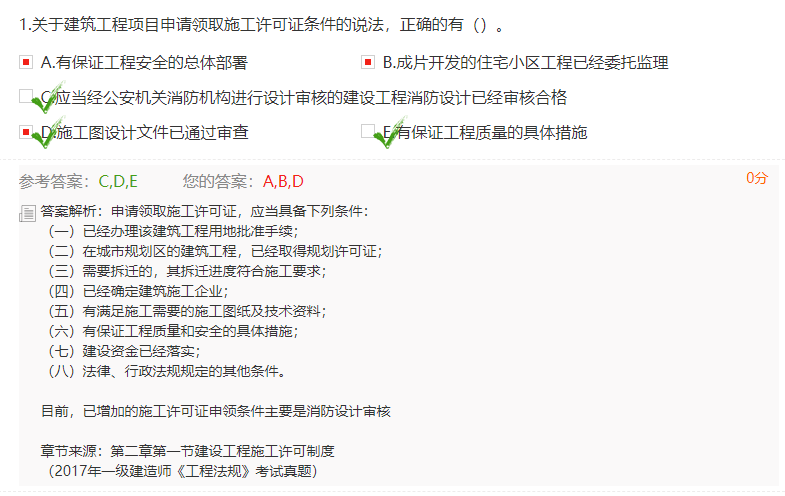 1.关于建筑工程项目申请领取施工许可证条件的说法，正确的有（）。
A.有保证工程安全的总体部署 B.成片开发的住宅小区工程已经委托监理
C.应当经公安机关消防机构进行设计审核的建设工程消防设计已经审核合格
D.施工图设计文件已通过审查 E.有保证工程质量的具体措施
参考答案：C,D,E 您的答案：A,B,D 0分
答案解析：申请领取施工许可证，应当具备下列条件：
（一）已经办理该建筑工程用地批准手续；
（二）在城市规划区的建筑工程，已经取得规划许可证；
（三）需要拆迁的，其拆迁进度符合施工要求；
（四）已经确定建筑施工企业；
（五）有满足施工需要的施工图纸及技术资料；
（六）有保证工程质量和安全的具体措施；
（七）建设资金已经落实；
（八）法律、行政法规规定的其他条件。
目前，已增加的施工许可证申领条件主要是消防设计审核
章节来源：第二章第一节建设工程施工许可制度
（2017年一级建造师《工程法规》考试真题）